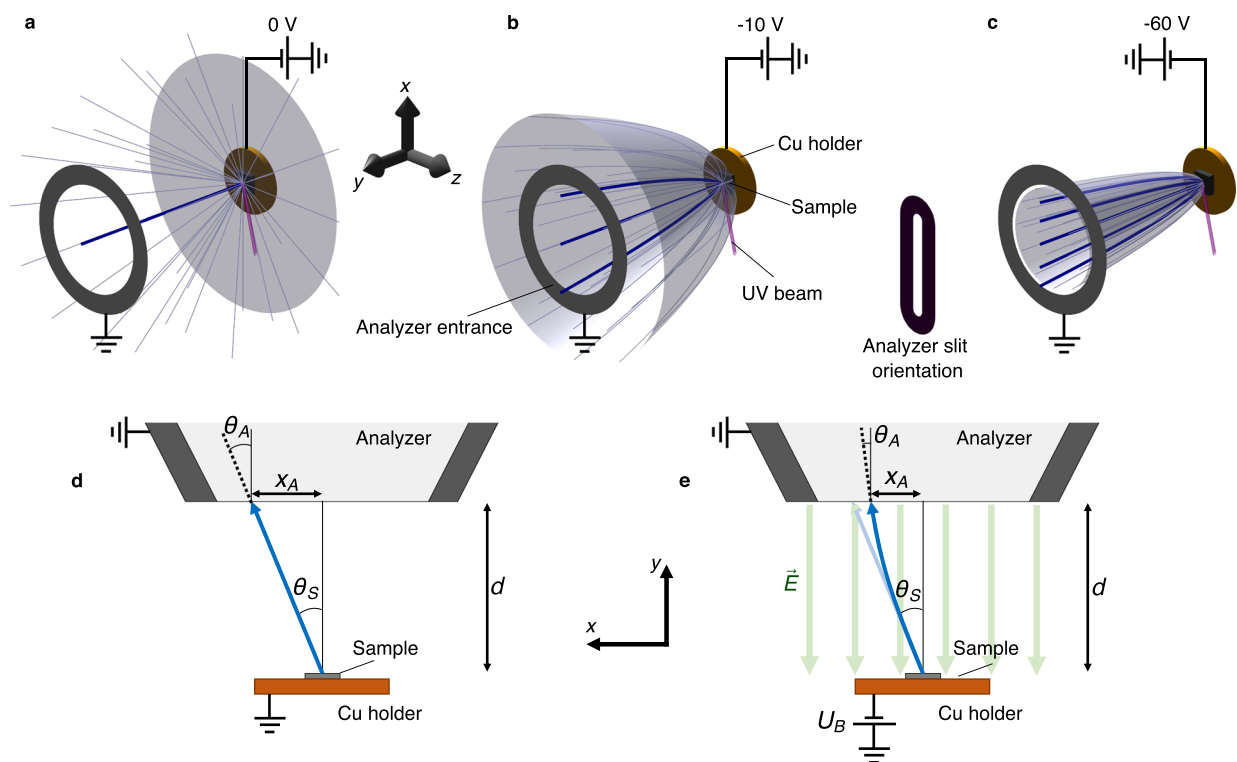 a
0 V
b
-10 V
c
-60 V
x
y
z
Cu holder
Sample
UV beam
Analyzer entrance
Analyzer slit
orientation
d
θA
Analyzer
xA
θS
d
Sample
Cu holder
y
x
e
θA
Analyzer
xA
E⃗
θS
d
Sample
UB
Cu holder